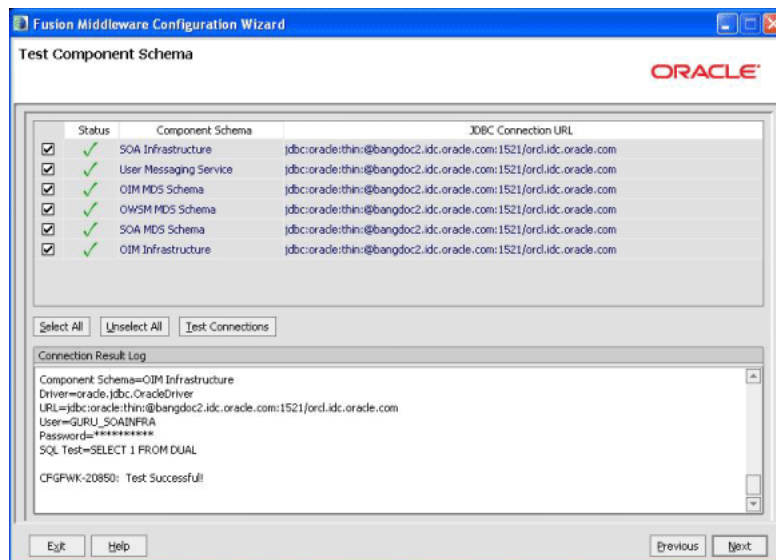 Fusion Middleware Configuration Wizard
Test Component Schema
ORACLE
Status Component Schema JDBC Connection URL
SOA Infrastructure jdbc:oracle:thin:@bangdoc2.idc.oracle.com:1521/orcl.idc.oracle.com
User Messaging Service jdbc:oracle:thin:@bangdoc2.idc.oracle.com:1521/orcl.idc.oracle.com
OIM MDS Schema jdbc:oracle:thin:@bangdoc2.idc.oracle.com:1521/orcl.idc.oracle.com
OWSM MDS Schema jdbc:oracle:thin:@bangdoc2.idc.oracle.com:1521/orcl.idc.oracle.com
SOA MDS Schema jdbc:oracle:thin:@bangdoc2.idc.oracle.com:1521/orcl.idc.oracle.com
OIM Infrastructure jdbc:oracle:thin:@bangdoc2.idc.oracle.com:1521/orcl.idc.oracle.com
Select All Unselect All Test Connections
Connection Result Log
Component Schema=OIM Infrastructure
Driver=oracle.jdbc.OracleDriver
URL=jdbc:oracle:thin:@bangdoc2.idc.oracle.com:1521/orcl.idc.oracle.com
User=GURU_SOAINFRA
Password=**********
SQL Test=SELECT 1 FROM DUAL
CFGFWK-20850: Test Successful!
Exit Help Previous Next